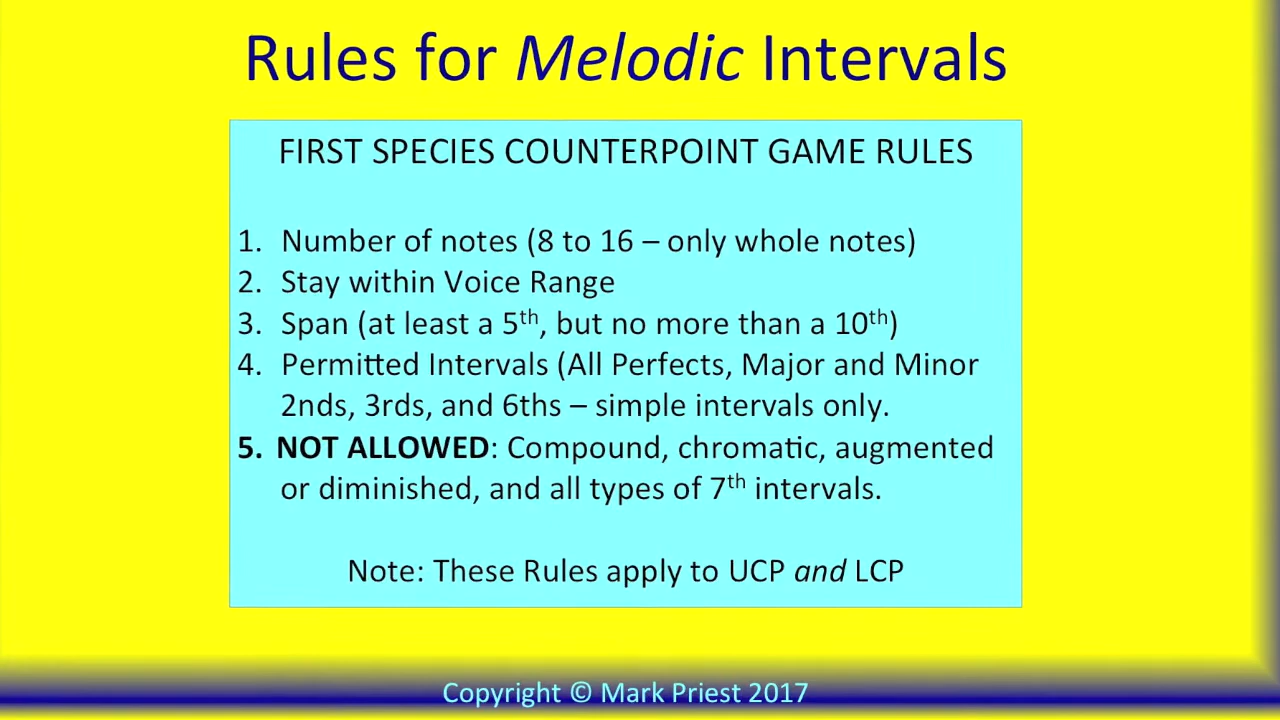 Rules for Melodic Intervals
FIRST SPECIES COUNTERPOINT GAME RULES
1. Number of notes (8 to 16 – only whole notes)
2. Stay within Voice Range
3. Span (at least a 5th, but no more than a 10th)
4. Permitted Intervals (All Perfects, Major and Minor
2nds, 3rds, and 6ths – simple intervals only.
5. NOT ALLOWED: Compound, chromatic, augmented
or diminished, and all types of 7th intervals.
Note: These Rules apply to UCP and LCP
Copyright © Mark Priest 2017